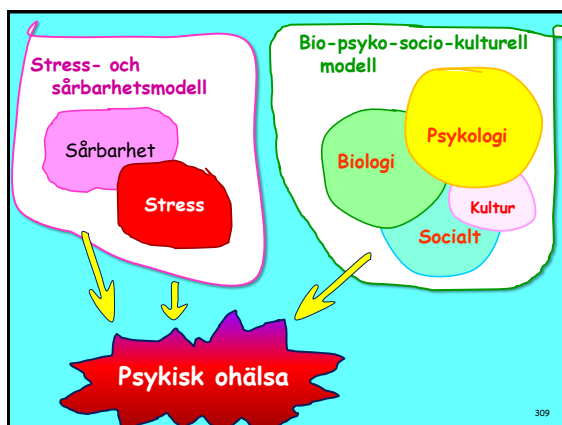 Stress- och
sårbarhetsmodell
Sårbarhet
Stress
Bio-psyko-socio-kulturell
modell
Psykologi
Biologi
Kultur
Socialt
Psykisk ohälsa
309